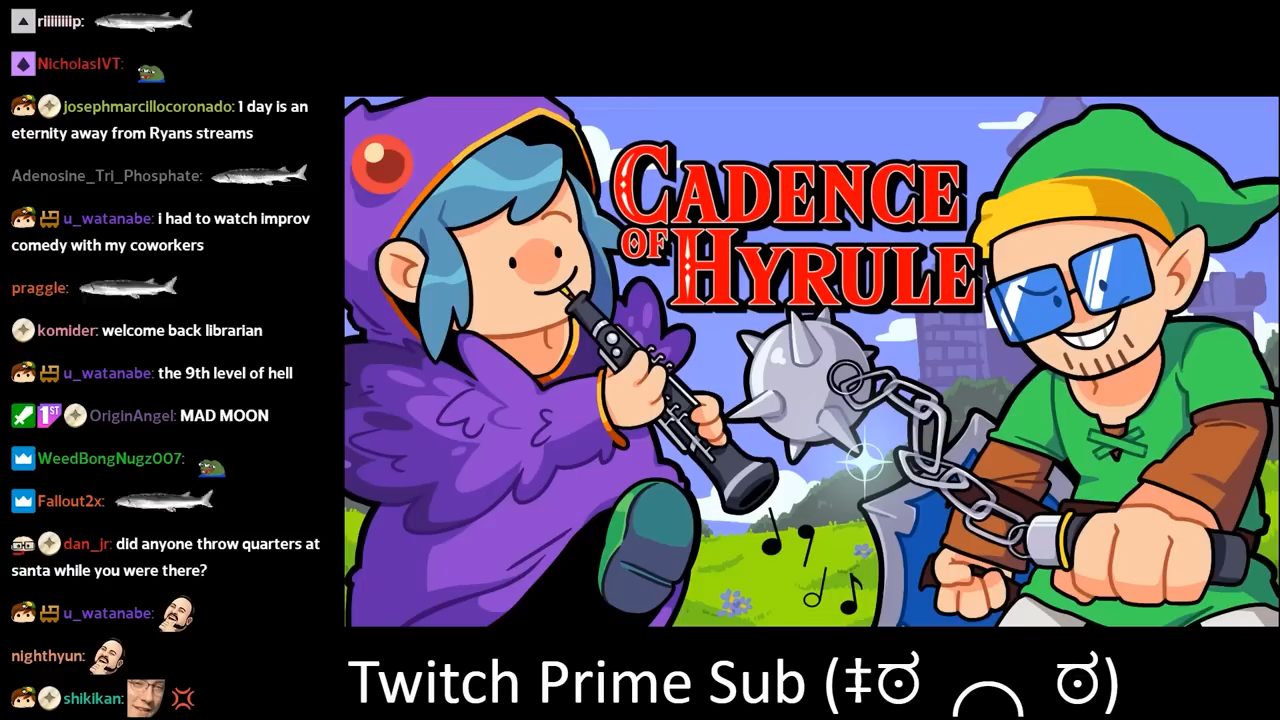 riiiiiiiip:
NicholasIVT:
josephmarcillocoronado: 1 day is an
eternity away from Ryans streams
Adenosine_Tri_Phosphate:
u_watanabe: i had to watch improv
comedy with my coworkers
praggle:
komider: welcome back librarian
u_watanabe: the 9th level of hell
1ST OriginAngel: MAD MOON
WeedBongNugz007:
Fallout2x:
dan_jr: did anyone throw quarters at
santa while you were there?
u_watanabe:
nighthyun:
shikikan:
CADENCE
OF HYRULE
Twitch Prime Sub (‡ಠ ╭╮ ಠ)